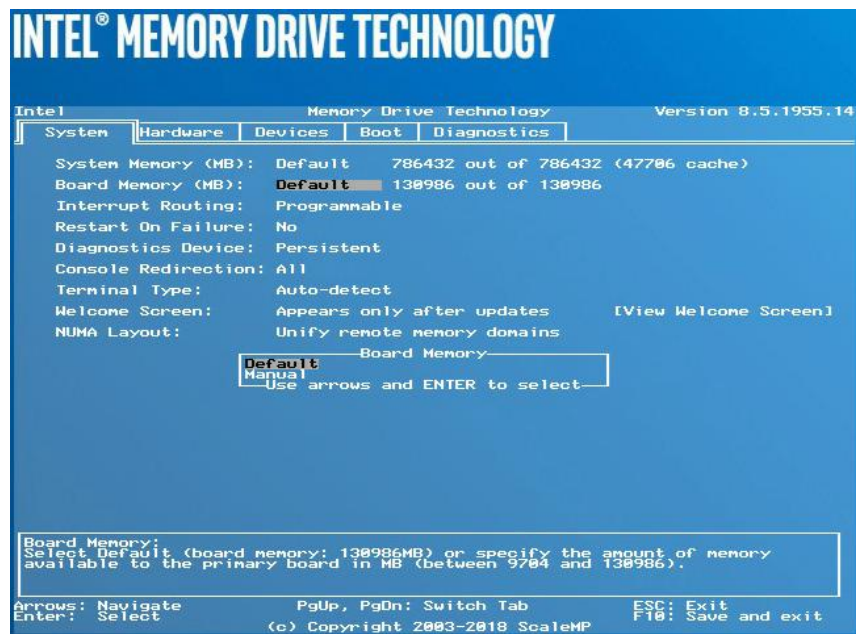 INTEL® MEMORY DRIVE TECHNOLOGY
Intel Memory Drive Technology Version 8.5.1955.14
System Hardware Devices Boot Diagnostics
System Memory (MB): Default 786432 out of 786432 (47706 cache)
Board Memory (MB): Default 130986 out of 130986
Interrupt Routing: Programmable
Restart On Failure: No
Diagnostics Device: Persistent
Console Redirection: All
Terminal Type: Auto-detect
Welcome Screen: Appears only after updates [View Welcome Screen]
NUMA Layout: Unify remote memory domains
Board Memory
Default
Manual
Use arrows and ENTER to select
Board Memory:
Select Default (board memory: 130986MB) or specify the amount of memory
available to the primary board in MB (between 9704 and 130986).
Arrows: Navigate PgUp, PgDn: Switch Tab ESC: Exit
Enter: Select F10: Save and exit
(c) Copyright 2003-2018 ScaleMP